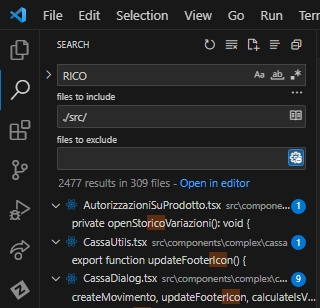 File Edit Selection View Go Run Term
SEARCH
RICO
Aa ab .*
files to include
./src/
files to exclude
2477 results in 309 files - Open in editor
AutorizzazioniSuProdotto.tsx src\compone... 1
private openStoricoVariazioni(): void {
CassaUtils.tsx src\components\complex\cassa 1
export function updateFooterIcon() {
CassaDialog.tsx src\components\complex\c... 9
createMovimento, updateFooterIcon, calculateIsV...